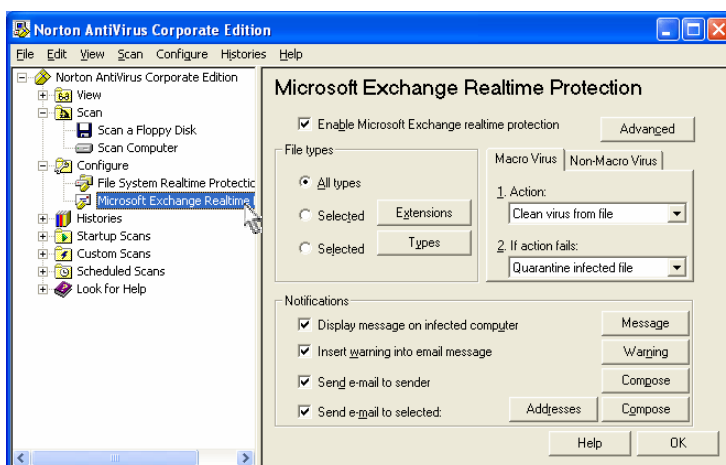 Norton AntiVirus Corporate Edition
File Edit View Scan Configure Histories Help
Norton AntiVirus Corporate Edition
View
Scan
Scan a Floppy Disk
Scan Computer
Configure
File System Realtime Protectic
Microsoft Exchange Realtime
Histories
Startup Scans
Custom Scans
Scheduled Scans
Look for Help
Microsoft Exchange Realtime Protection
Enable Microsoft Exchange realtime protection
Advanced
File types
All types
Selected
Extensions
Selected
Types
Macro Virus Non-Macro Virus
1. Action:
Clean virus from file
2. If action fails:
Quarantine infected file
Notifications
Display message on infected computer
Message
Insert warning into email message
Warning
Send e-mail to sender
Compose
Send e-mail to selected:
Addresses
Compose
Help
OK